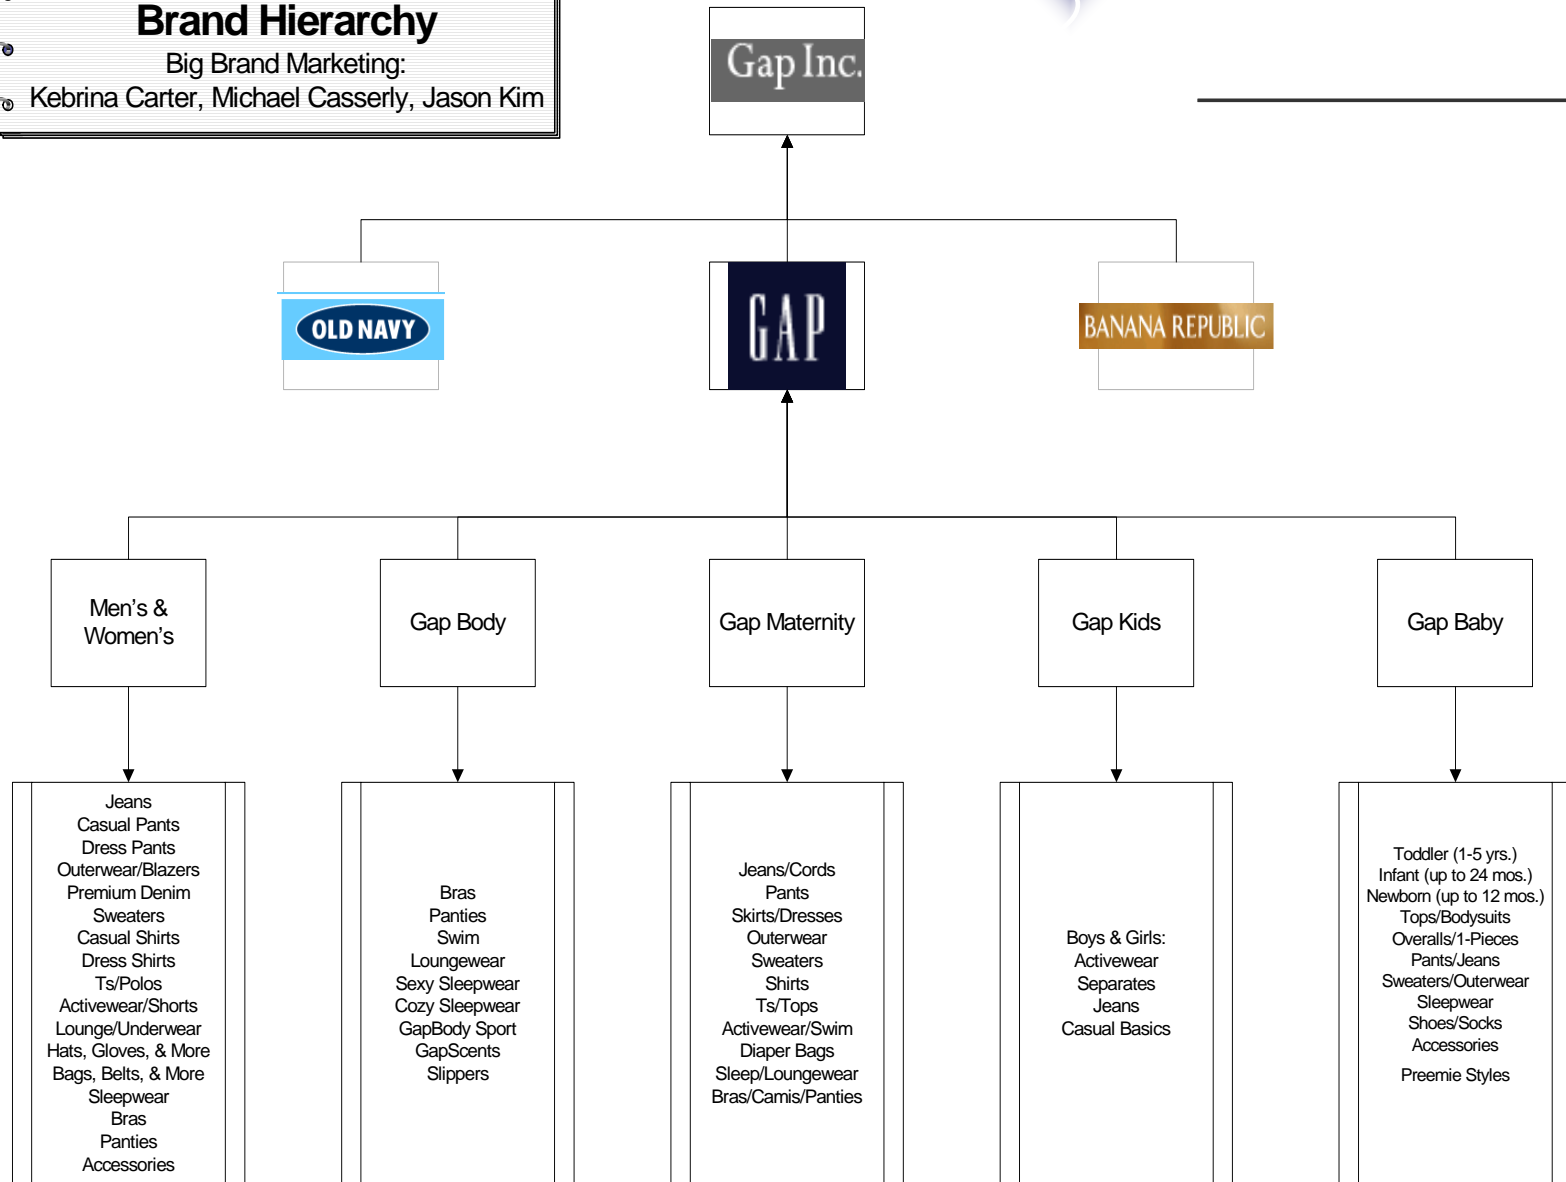 Brand Hierarchy
Big Brand Marketing:
Kebrina Carter, Michael Casserly, Jason Kim
Gap Inc.
OLD NAVY
GAP
BANANA REPUBLIC
Men's &
Women's
Gap Body
Gap Maternity
Gap Kids
Gap Baby
Jeans
Casual Pants
Dress Pants
Outerwear/Blazers
Premium Denim
Sweaters
Casual Shirts
Dress Shirts
Ts/Polos
Activewear/Shorts
Lounge/Underwear
Hats, Gloves, & More
Bags, Belts, & More
Sleepwear
Bras
Panties
Accessories
Bras
Panties
Swim
Loungewear
Sexy Sleepwear
Cozy Sleepwear
GapBody Sport
GapScents
Slippers
Jeans/Cords
Pants
Skirts/Dresses
Outerwear
Sweaters
Shirts
Ts/Tops
Activewear/Swim
Diaper Bags
Sleep/Loungewear
Bras/Camis/Panties
Boys & Girls:
Activewear
Separates
Jeans
Casual Basics
Toddler (1-5 yrs.)
Infant (up to 24 mos.)
Newborn (up to 12 mos.)
Tops/Bodysuits
Overalls/1-Pieces
Pants/Jeans
Sweaters/Outerwear
Sleepwear
Shoes/Socks
Accessories
Preemie Styles